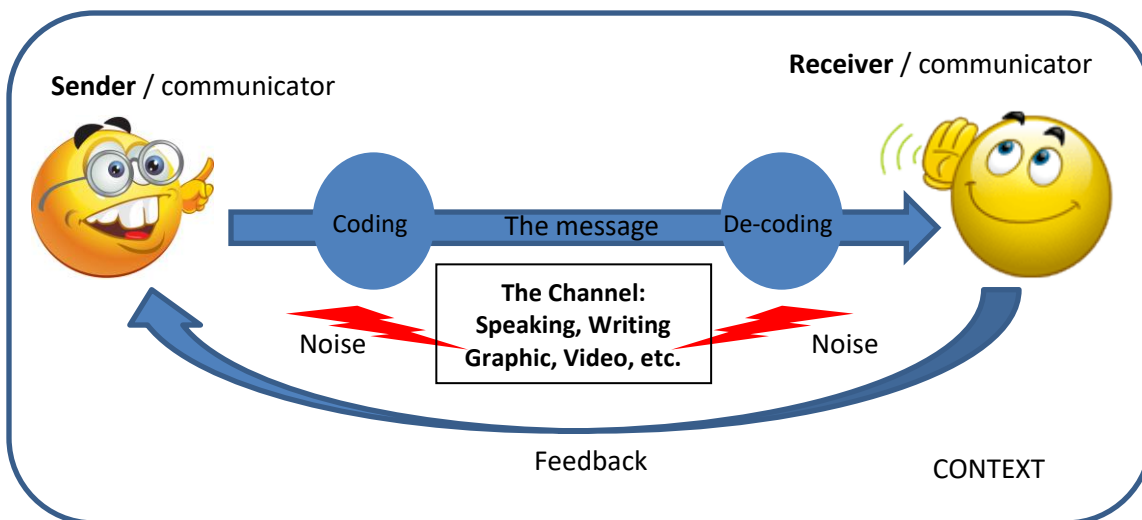 Sender / communicator
Receiver / communicator
Coding
The message
De-coding
The Channel:
Speaking, Writing
Graphic, Video, etc.
Noise
Noise
Feedback
CONTEXT